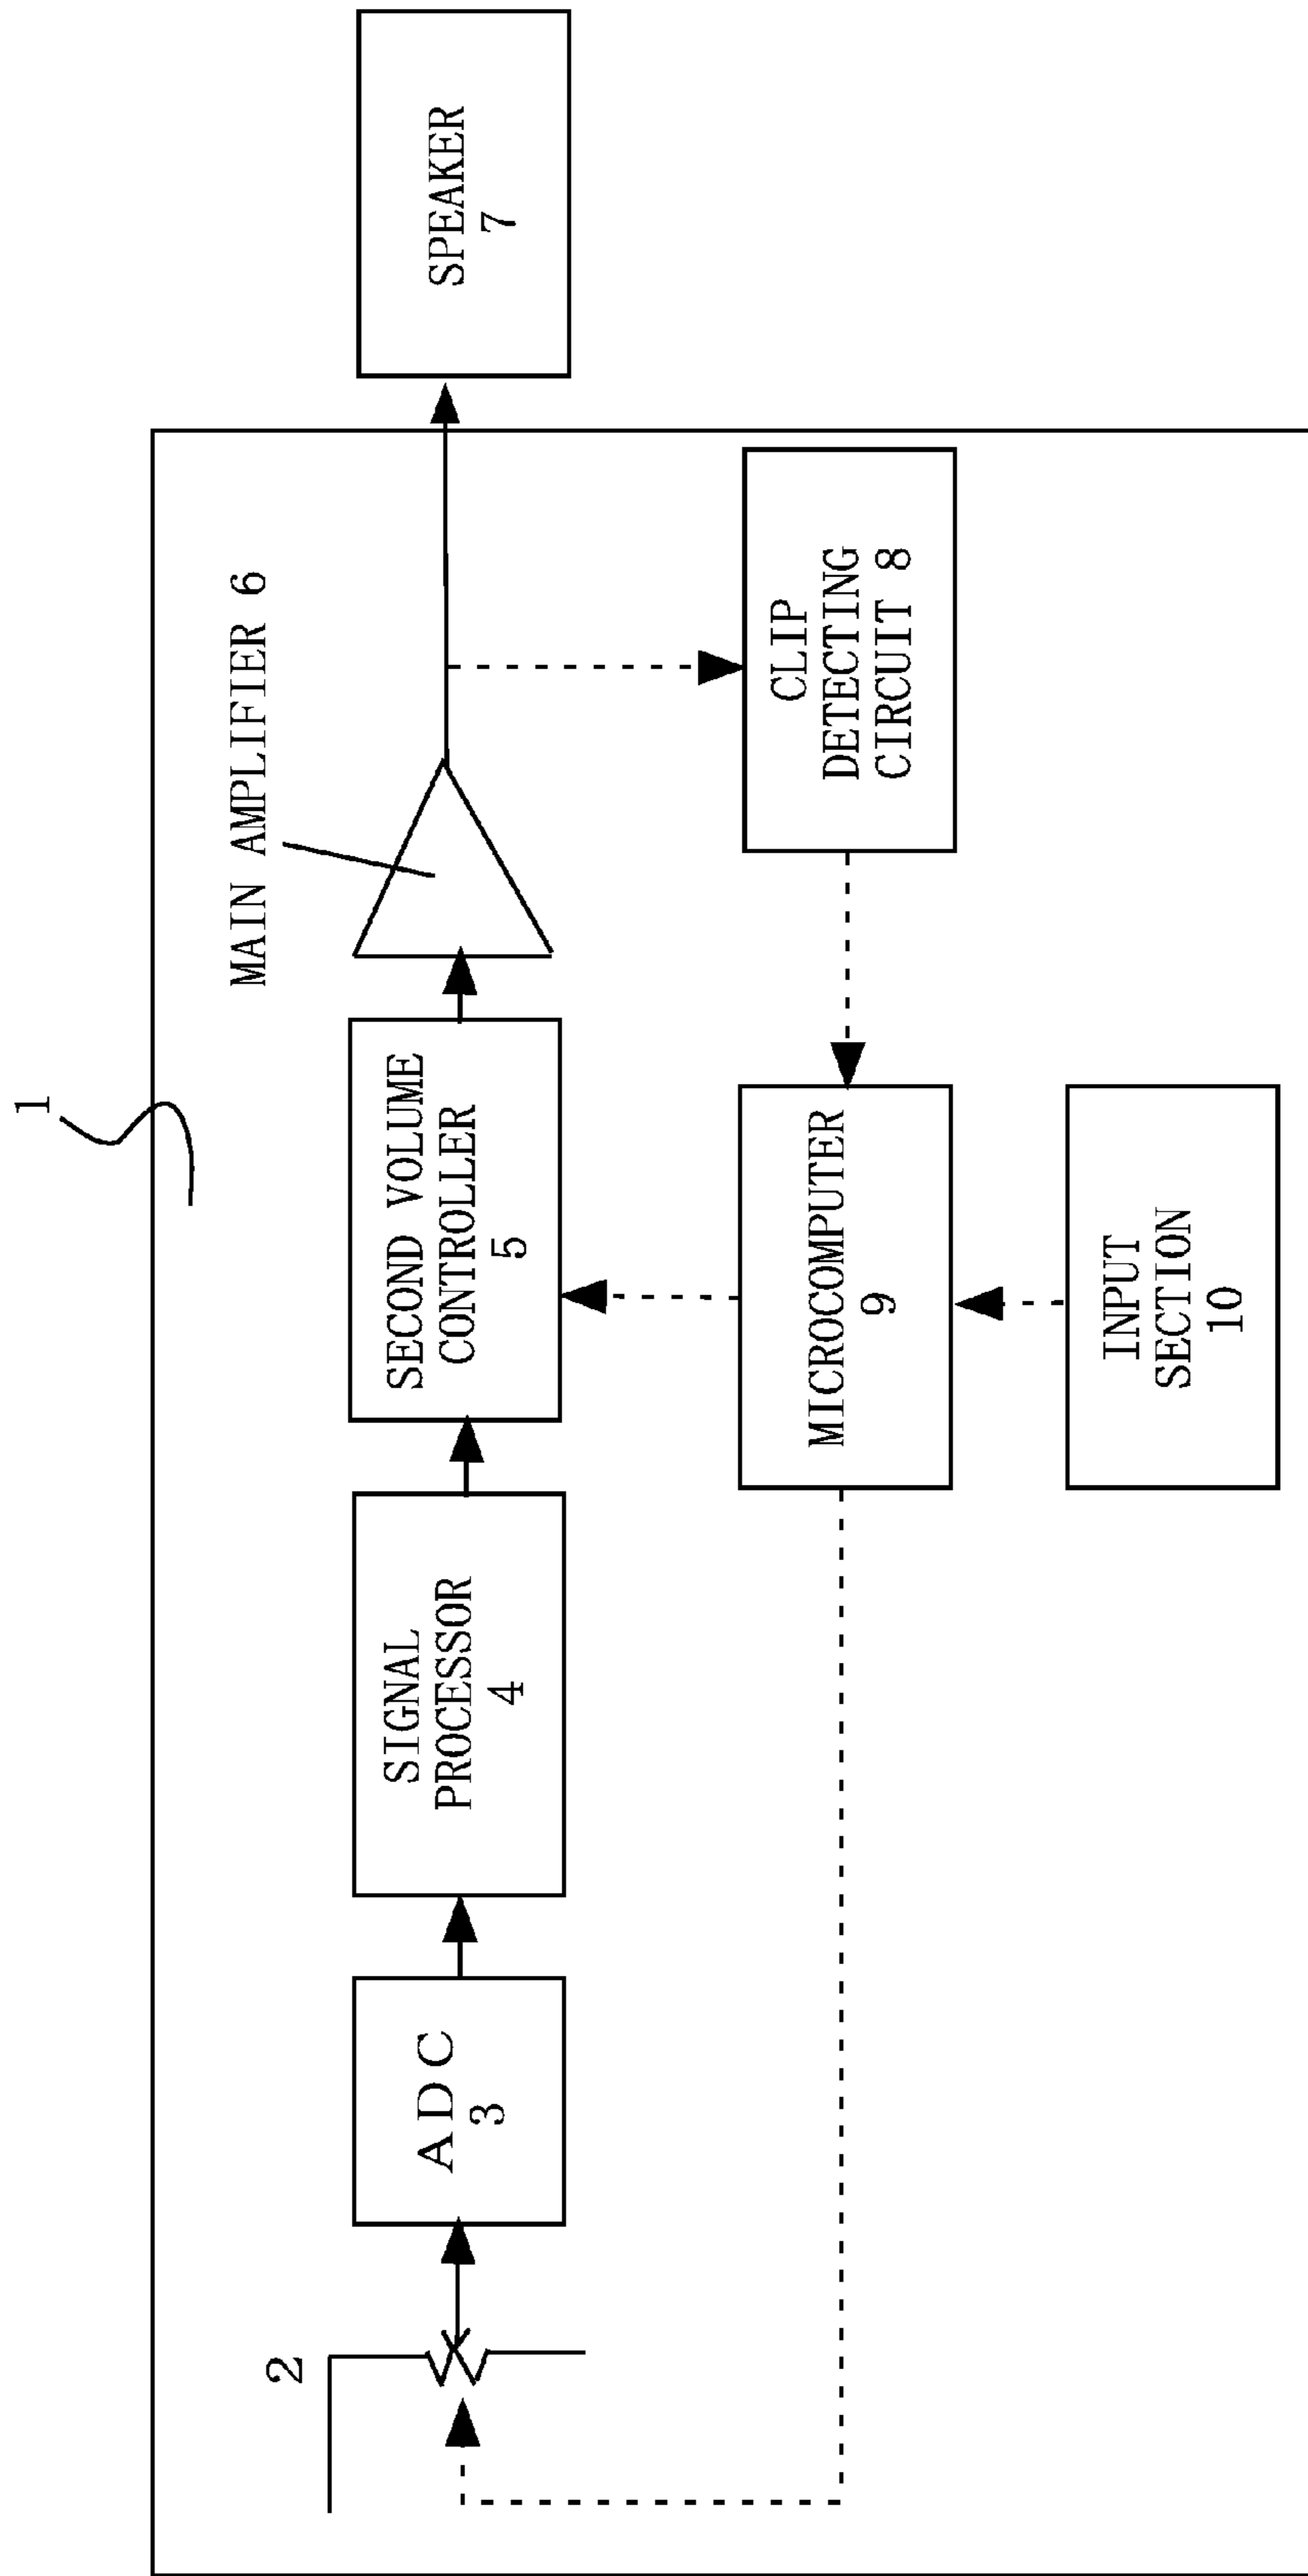 1
MAIN AMPLIFIER 6
2
ADC
3
SIGNAL
PROCESSOR
4
SECOND VOLUME
CONTROLLER
5
SPEAKER
7
MICROCOMPUTER
9
CLIP
DETECTING
CIRCUIT 8
INPUT
SECTION
10